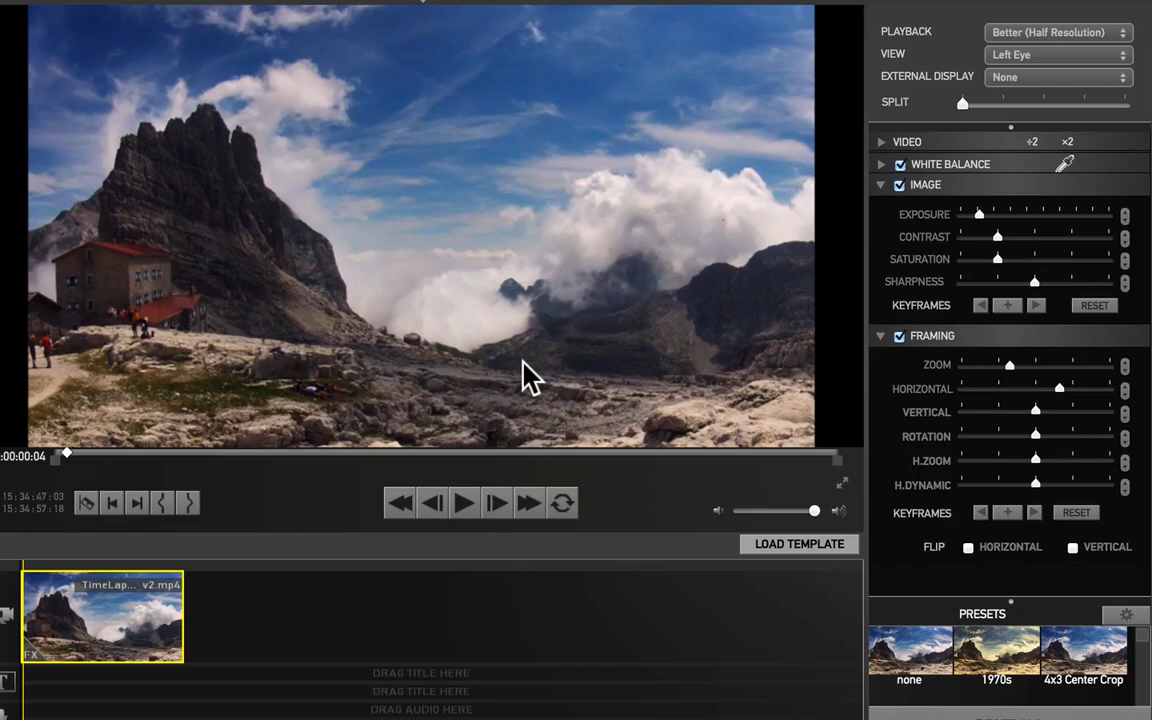 PLAYBACK
Better (Half Resolution)
VIEW
Left Eye
EXTERNAL DISPLAY
None
SPLIT
VIDEO ÷2 ×2
WHITE BALANCE
IMAGE
EXPOSURE
CONTRAST
SATURATION
SHARPNESS
KEYFRAMES + RESET
FRAMING
ZOOM
HORIZONTAL
VERTICAL
ROTATION
H.ZOOM
H.DYNAMIC
KEYFRAMES + RESET
FLIP HORIZONTAL VERTICAL
:00:00:04
15:34:47:03
15:34:57:18
LOAD TEMPLATE
TimeLap... v2.mp4
FX
T
DRAG TITLE HERE
DRAG TITLE HERE
DRAG AUDIO HERE
PRESETS
none
1970s
4x3 Center Crop